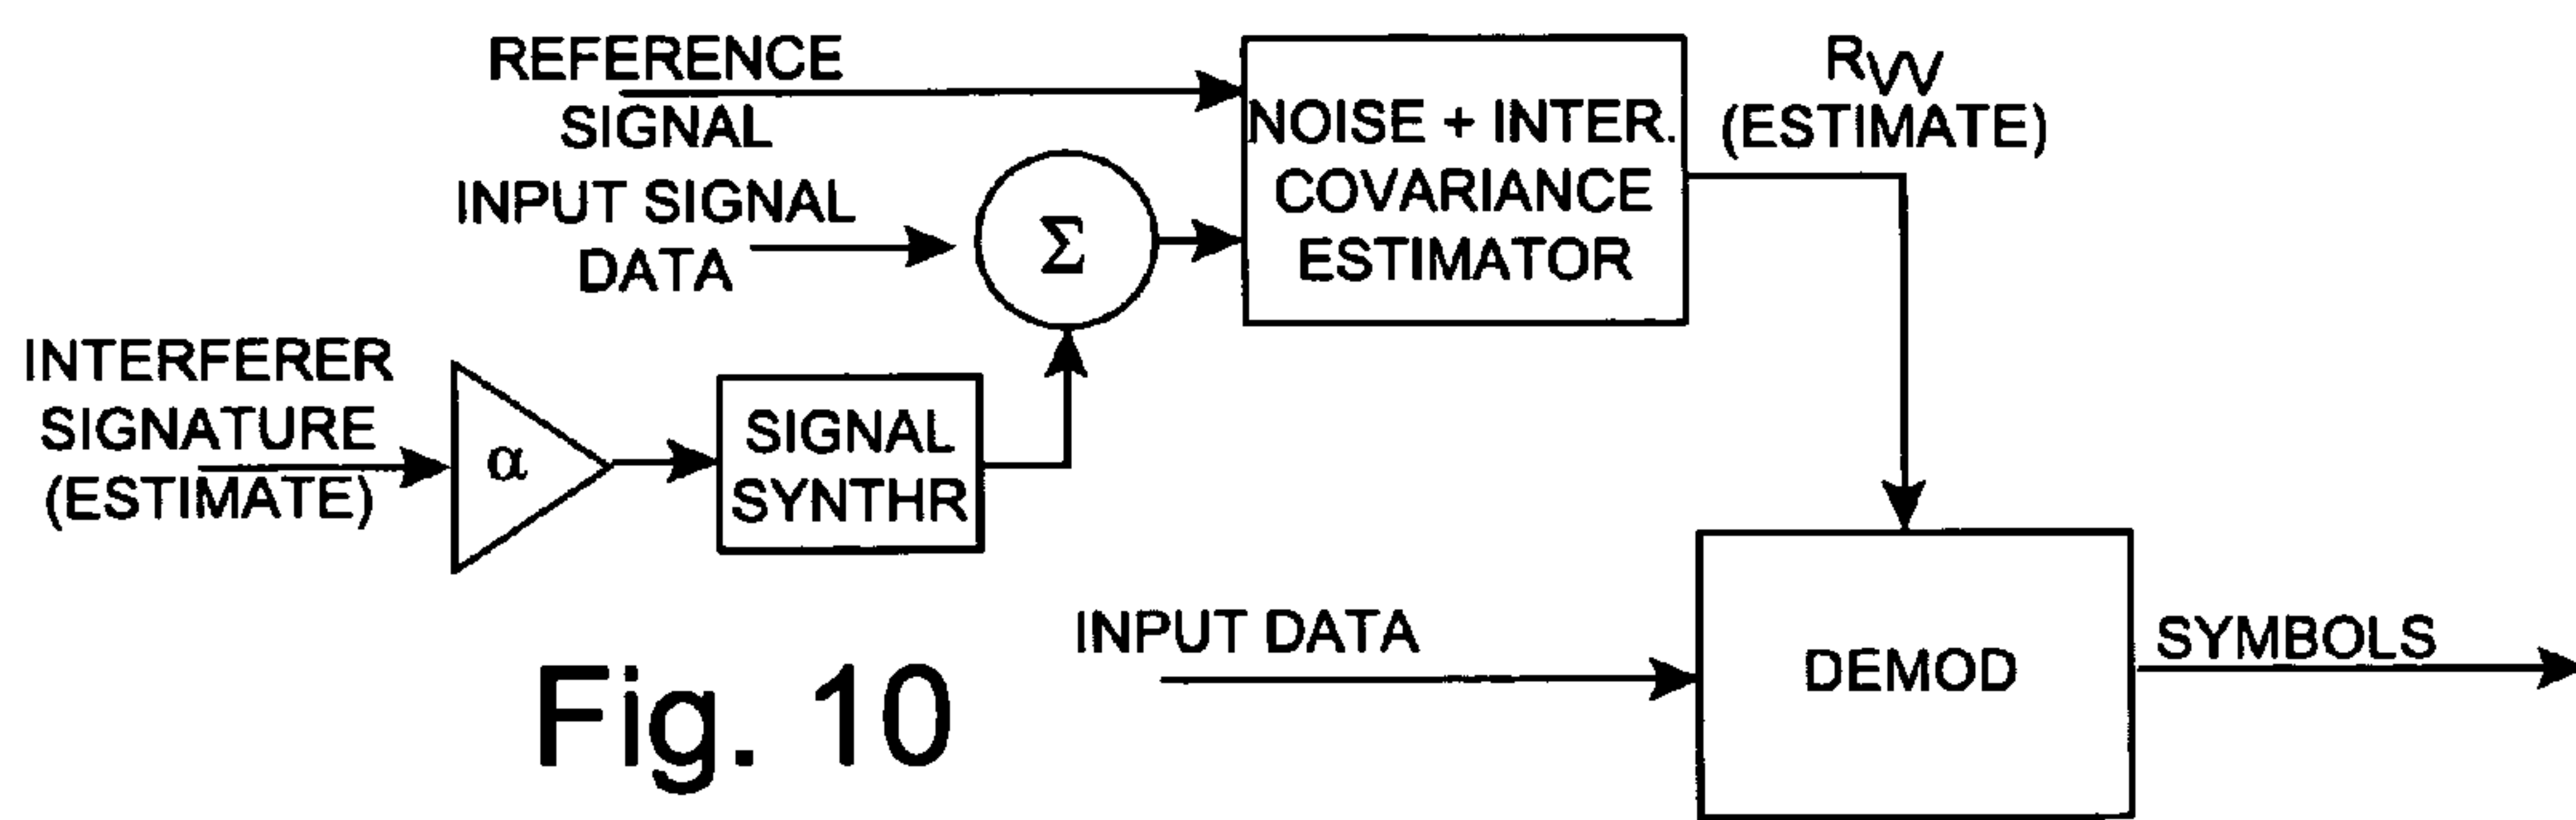 REFERENCE
SIGNAL
INPUT SIGNAL
DATA
Σ
NOISE + INTER.
COVARIANCE
ESTIMATOR
RVV
(ESTIMATE)
INTERFERER
SIGNATURE
(ESTIMATE)
α
SIGNAL
SYNTHR
INPUT DATA
DEMOD
SYMBOLS
Fig. 10